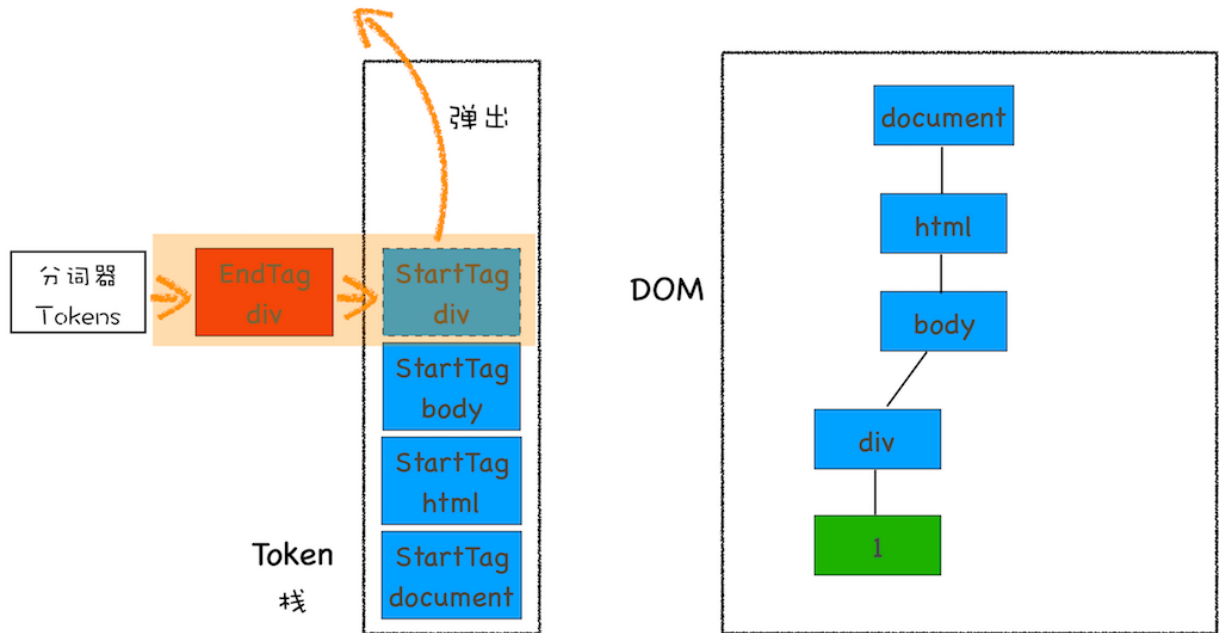 弹出
分词器
Tokens
EndTag
div
StartTag
div
StartTag
body
StartTag
html
StartTag
document
Token
栈
DOM
document
html
body
div
1